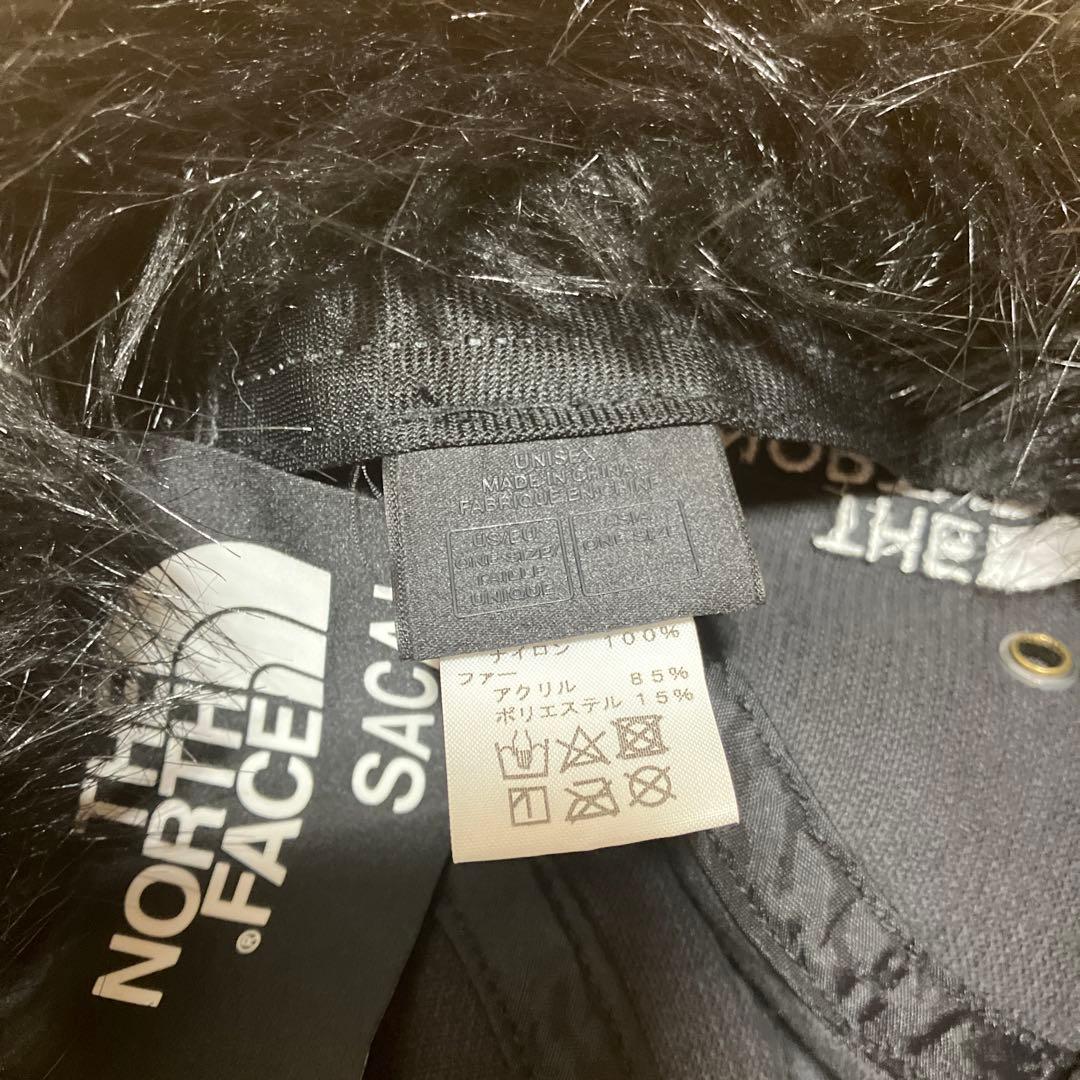 UNISEX
MADE IN CHINA
FABRIQUE EN CHINE
US/EU
ONE SIZE/
TAILLE
UNIQUE
ONE SIZE
ナイロン 100%
ファー
アクリル 85%
ポリエステル 15%
THE
NORTH
FACE
®
SACAI
THE